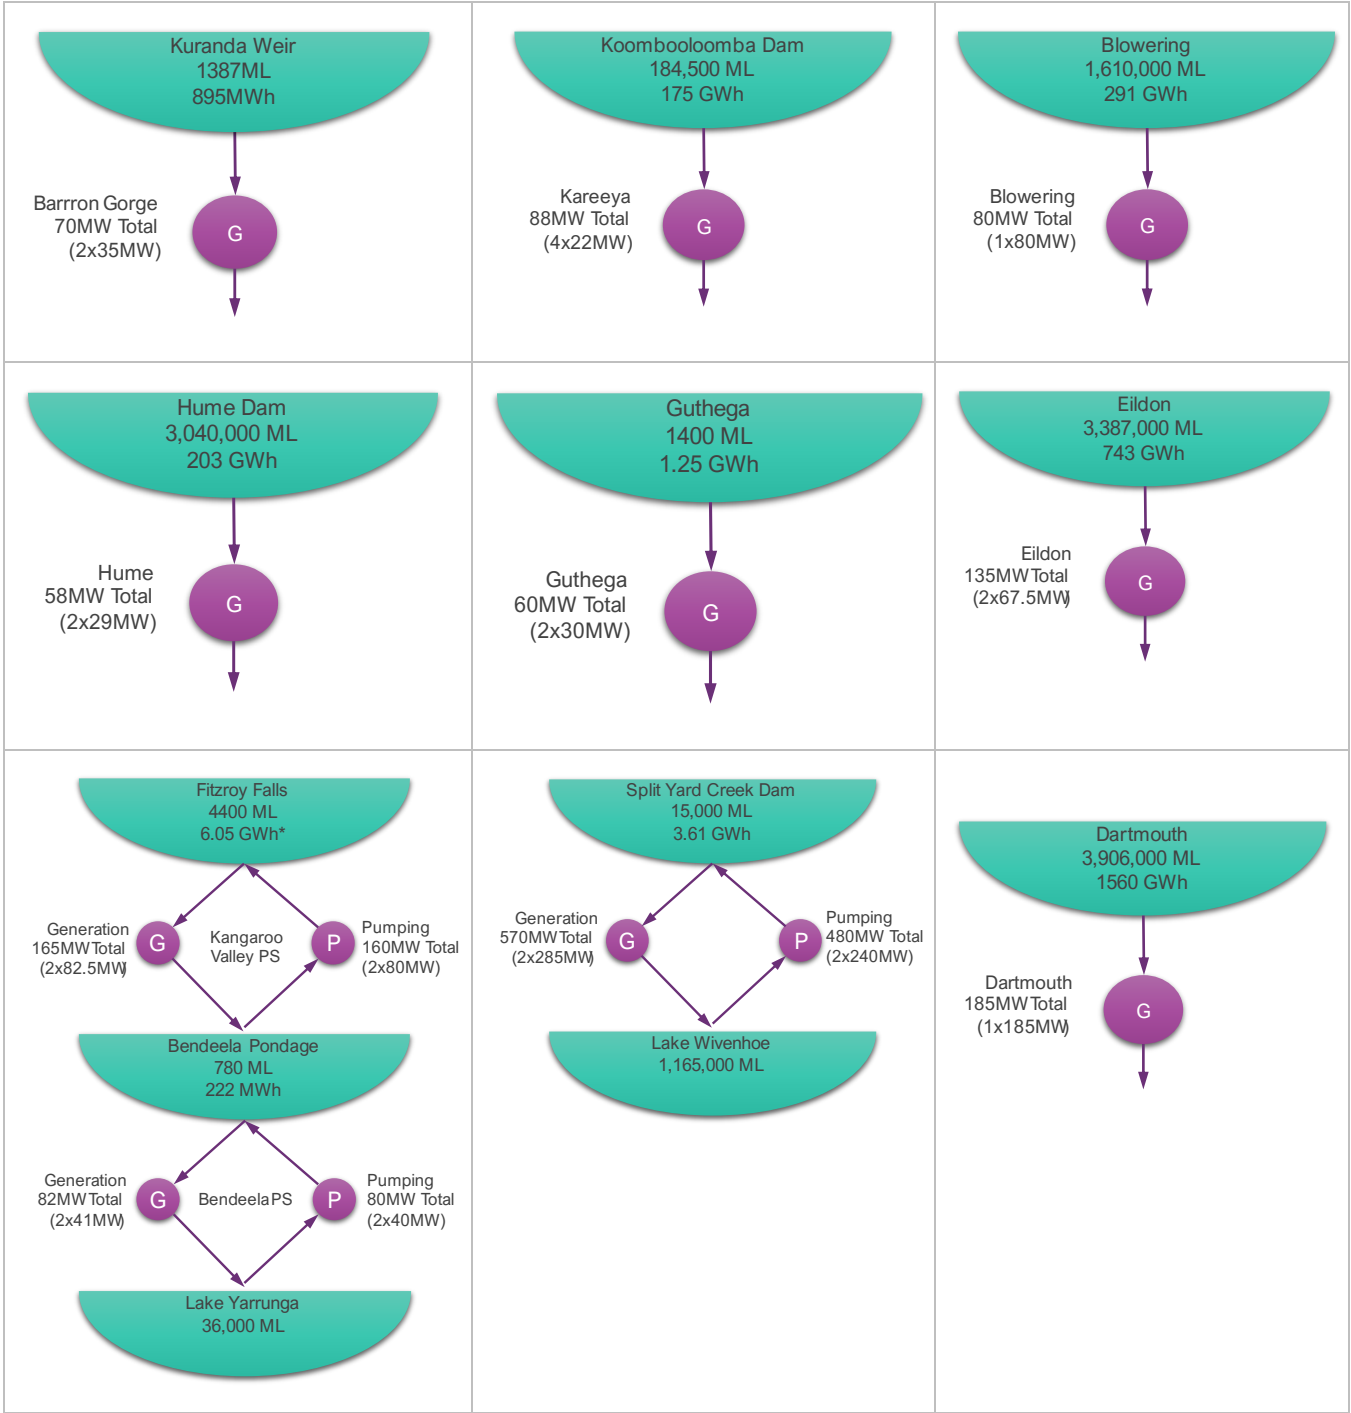 Kuranda Weir
1387ML
895MWh
Barrron Gorge
70MW Total
(2x35MW)
G
Koombooloomba Dam
184,500 ML
175 GWh
Kareeya
88MW Total
(4x22MW)
G
Blowering
1,610,000 ML
291 GWh
Blowering
80MW Total
(1x80MW)
G
Hume Dam
3,040,000 ML
203 GWh
Hume
58MW Total
(2x29MW)
G
Guthega
1400 ML
1.25 GWh
Guthega
60MW Total
(2x30MW)
G
Eildon
3,387,000 ML
743 GWh
Eildon
135MW Total
(2x67.5MW)
G
Fitzroy Falls
4400 ML
6.05 GWh*
Generation
165MW Total
(2x82.5MW)
G
Kangaroo
Valley PS
P
Pumping
160MW Total
(2x80MW)
Bendeela Pondage
780 ML
222 MWh
Generation
82MW Total
(2x41MW)
G
Bendeela PS
P
Pumping
80MW Total
(2x40MW)
Lake Yarrunga
36,000 ML
Split Yard Creek Dam
15,000 ML
3.61 GWh
Generation
570MW Total
(2x285MW)
G
P
Pumping
480MW Total
(2x240MW)
Lake Wivenhoe
1,165,000 ML
Dartmouth
3,906,000 ML
1560 GWh
Dartmouth
185MW Total
(1x185MW)
G